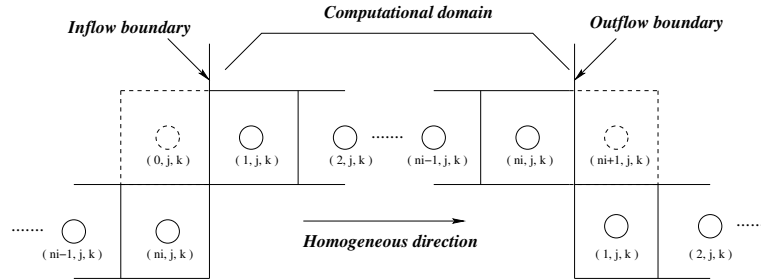 Computational domain
Inflow boundary
Outflow boundary
( 0, j, k )
( 1, j, k )
( 2, j, k )
.......
( ni−1, j, k )
( ni, j, k )
( ni+1, j, k )
.......
( ni−1, j, k )
( ni, j, k )
Homogeneous direction
( 1, j, k )
( 2, j, k )
.......